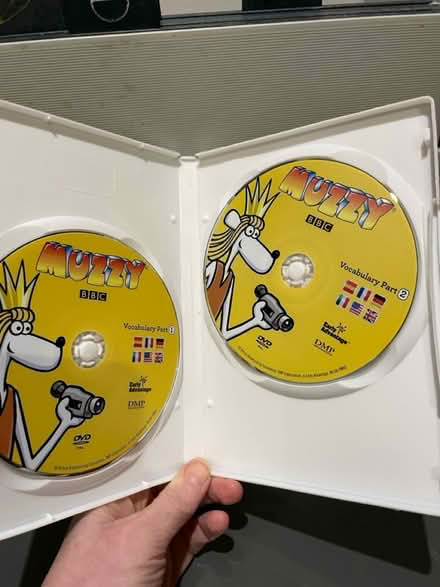 MUZZY
BBC
Vocabulary Part 1
Early
Advantage
DMP
DVD
MUZZY
BBC
Vocabulary Part 2
Early
Advantage
DMP
DVD